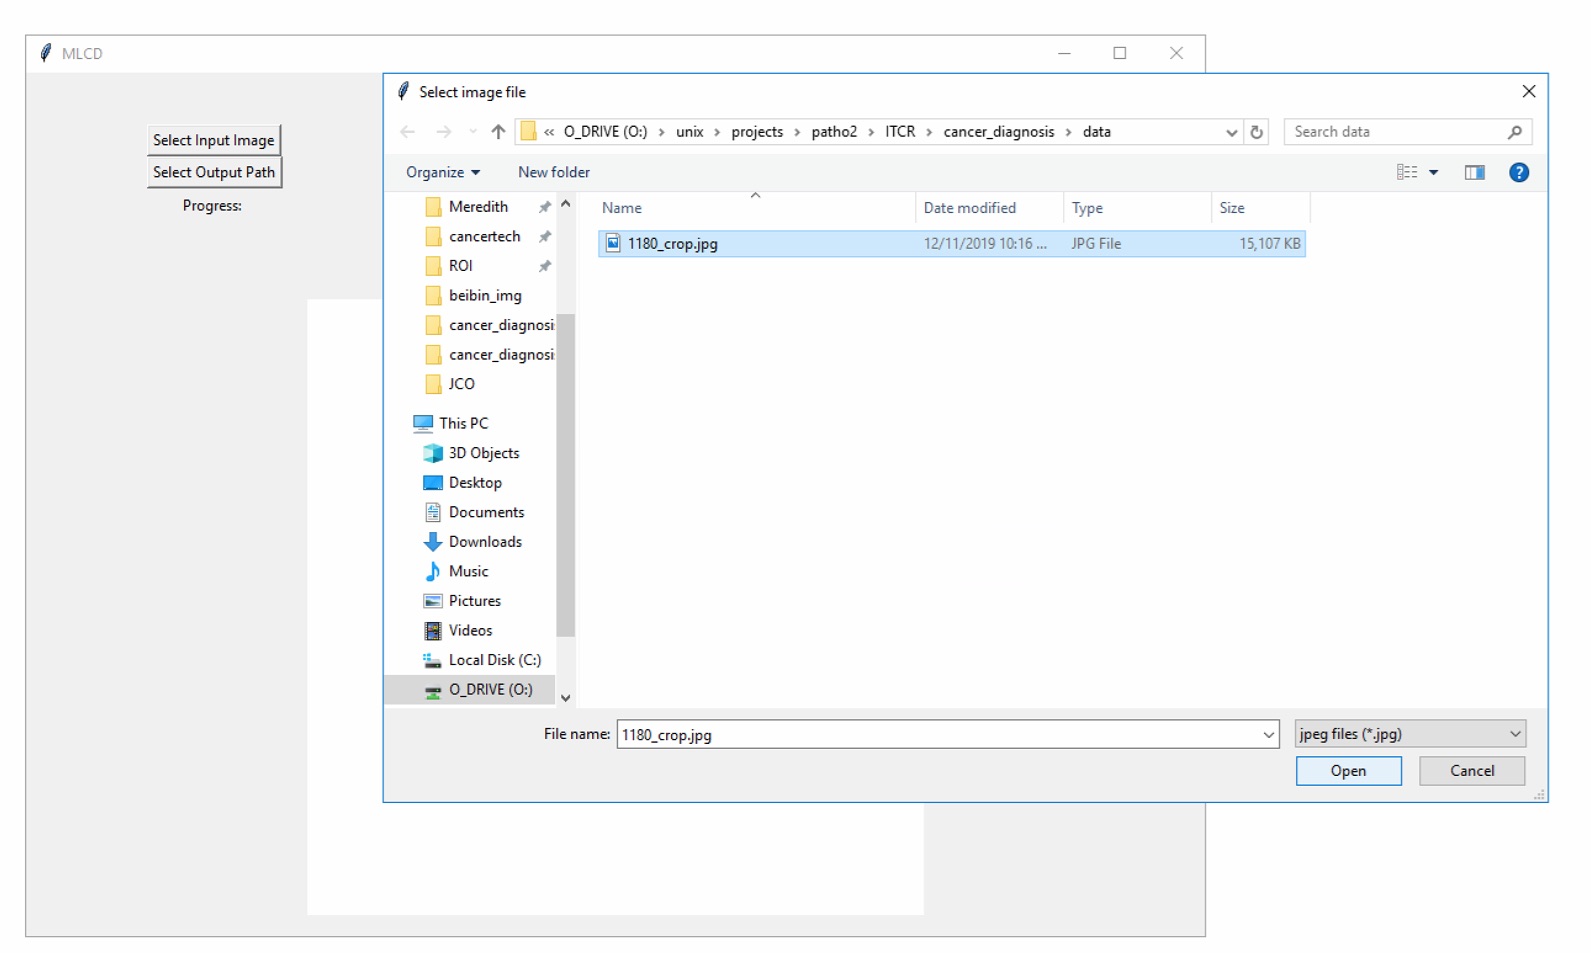 MLCD
Select Input Image
Select Output Path
Progress:
Select image file
« O_DRIVE (O:) > unix > projects > patho2 > ITCR > cancer_diagnosis > data
Search data
Organize
New folder
Name Date modified Type Size
1180_crop.jpg 12/11/2019 10:16 ... JPG File 15,107 KB
Meredith
cancertech
ROI
beibin_img
cancer_diagnosi
cancer_diagnosi
JCO
This PC
3D Objects
Desktop
Documents
Downloads
Music
Pictures
Videos
Local Disk (C:)
O_DRIVE (O:)
File name: 1180_crop.jpg
jpeg files (*.jpg)
Open Cancel